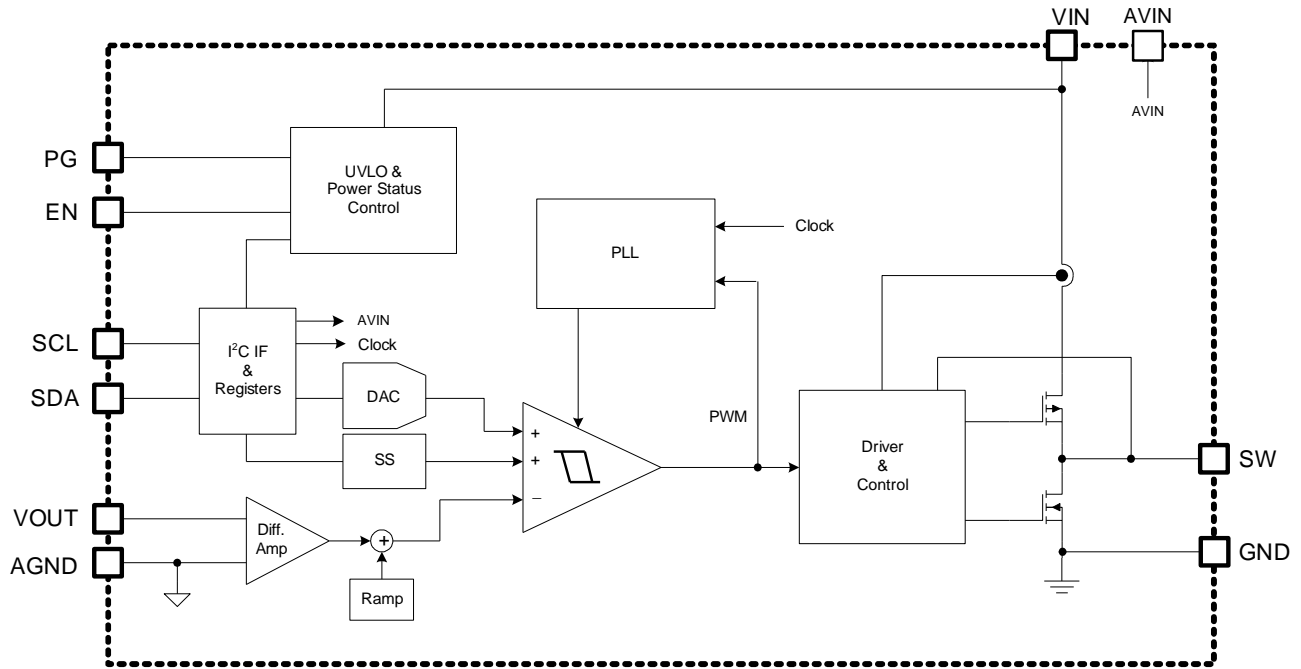 VIN
AVIN
AVIN
PG
UVLO &
Power Status
Control
EN
PLL
Clock
SCL
I²C IF
&
Registers
AVIN
Clock
SDA
DAC
PWM
+
SS
+
Driver
&
Control
SW
VOUT
Diff.
Amp
−
AGND
+
GND
Ramp